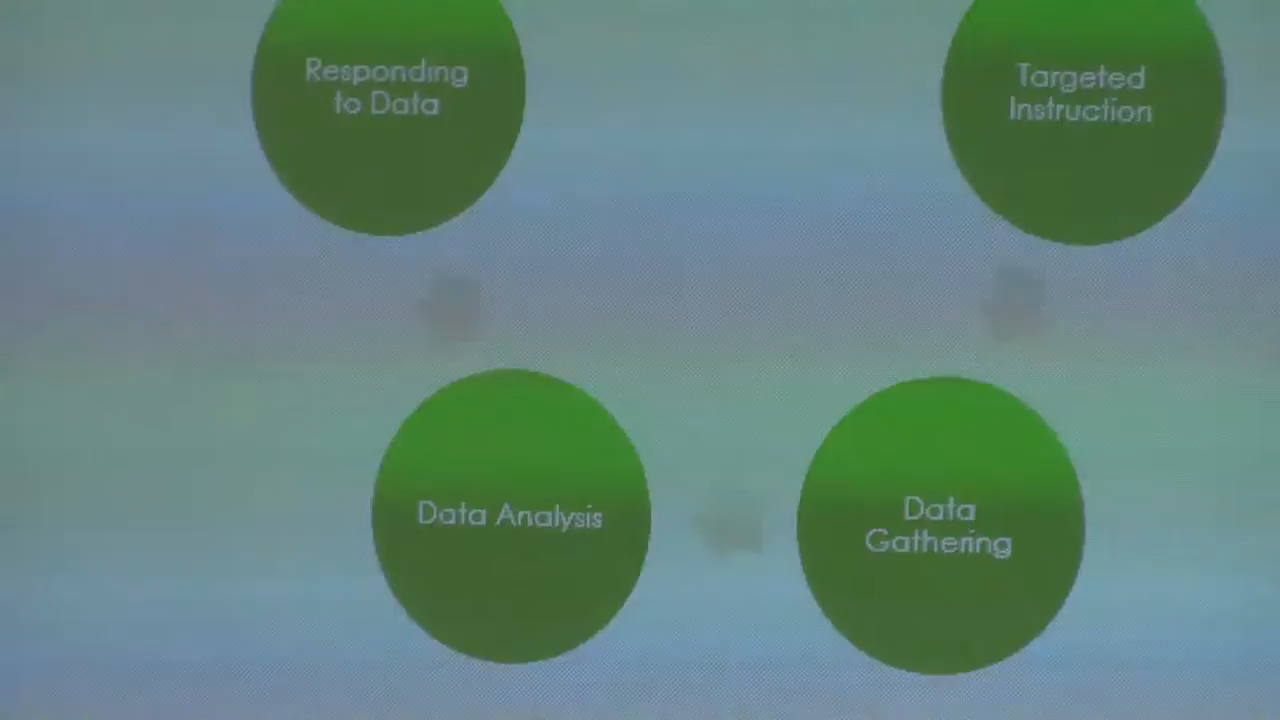 Responding
to Data
Targeted
Instruction
Data Analysis
Data
Gathering